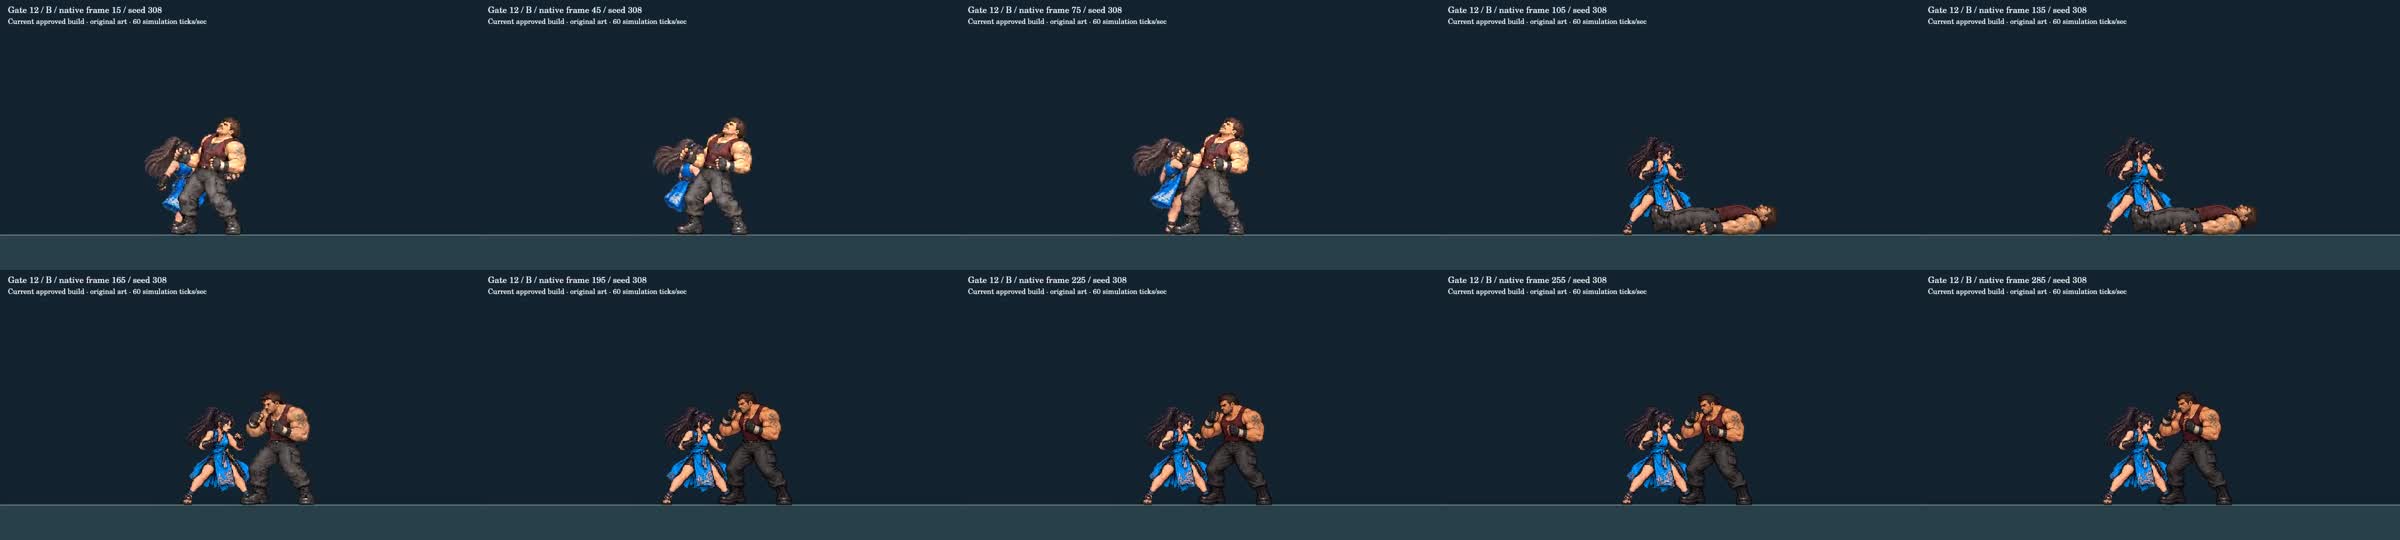 Gate 12 / B / native frame 15 / seed 308
Current approved build - original art - 60 simulation ticks/sec
Gate 12 / B / native frame 45 / seed 308
Current approved build - original art - 60 simulation ticks/sec
Gate 12 / B / native frame 75 / seed 308
Current approved build - original art - 60 simulation ticks/sec
Gate 12 / B / native frame 105 / seed 308
Current approved build - original art - 60 simulation ticks/sec
Gate 12 / B / native frame 135 / seed 308
Current approved build - original art - 60 simulation ticks/sec
Gate 12 / B / native frame 165 / seed 308
Current approved build - original art - 60 simulation ticks/sec
Gate 12 / B / native frame 195 / seed 308
Current approved build - original art - 60 simulation ticks/sec
Gate 12 / B / native frame 225 / seed 308
Current approved build - original art - 60 simulation ticks/sec
Gate 12 / B / native frame 255 / seed 308
Current approved build - original art - 60 simulation ticks/sec
Gate 12 / B / native frame 285 / seed 308
Current approved build - original art - 60 simulation ticks/sec